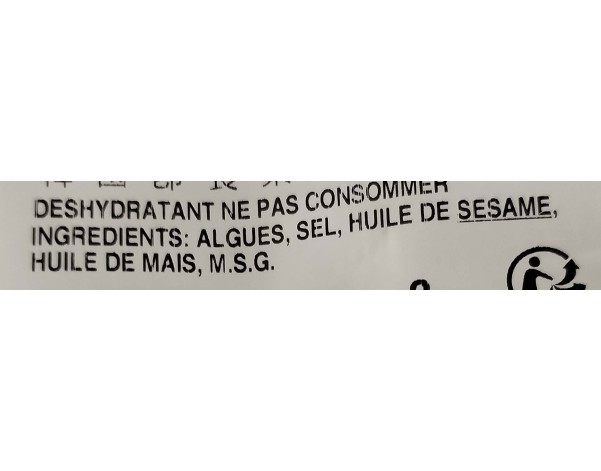 DESHYDRATANT NE PAS CONSOMMER
INGREDIENTS: ALGUES, SEL, HUILE DE SESAME,
HUILE DE MAIS, M.S.G.